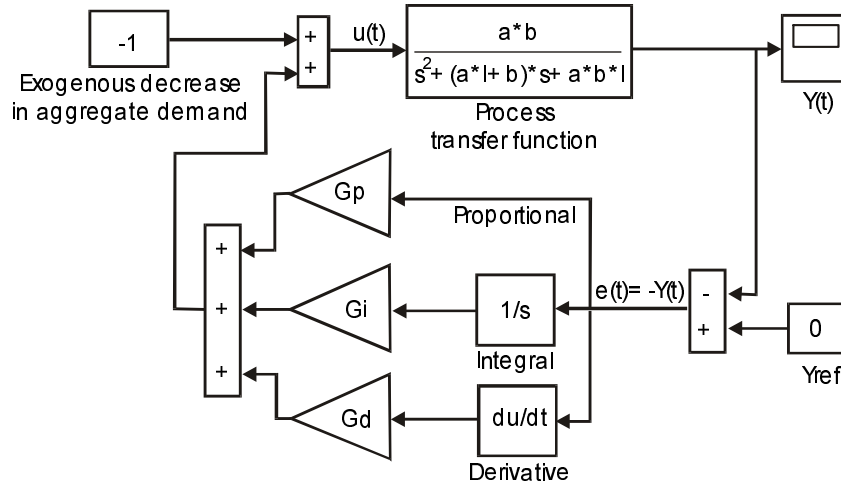 -1
Exogenous decrease
in aggregate demand
+
+
u(t)
a*b
s²+ (a*l+ b)*s+ a*b*l
Process
transfer function
Y(t)
Gp
Proportional
+
+
+
Gi
1/s
Integral
e(t)= -Y(t)
-
+
0
Yref
Gd
du/dt
Derivative